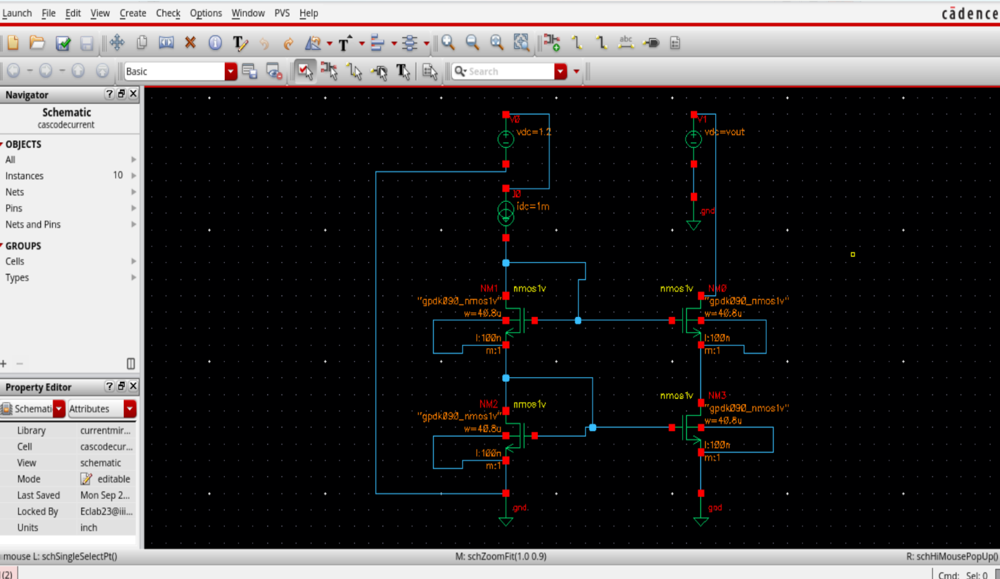 Launch File Edit View Create Check Options Window PVS Help
cādence
abc
Basic
Search
Navigator
Schematic
cascodecurrent
OBJECTS
All
Instances 10
Nets
Pins
Nets and Pins
GROUPS
Cells
Types
Property Editor
Schemati Attributes
Library currentmir...
Cell cascodecur...
View schematic
Mode editable
Last Saved Mon Sep 2...
Locked By Eclab23@iii...
Units inch
V0
vdc=1.2
I0
idc=1m
V1
vdc=vout
gnd
NM1 nmos1v
"gpdk090_nmos1v"
w=40.8u
l:100n
m:1
nmos1v NM0
"gpdk090_nmos1v"
w=40.8u
l:100n
m:1
NM2 nmos1v
"gpdk090_nmos1v"
w=40.8u
l:100n
m:1
gnd
nmos1v NM3
"gpdk090_nmos1v"
w=40.8u
l:100n
m:1
gnd
mouse L: schSingleSelectPt() M: schZoomFit(1.0 0.9) R: schHiMousePopUp()
(2) Cmd: Sel: 0